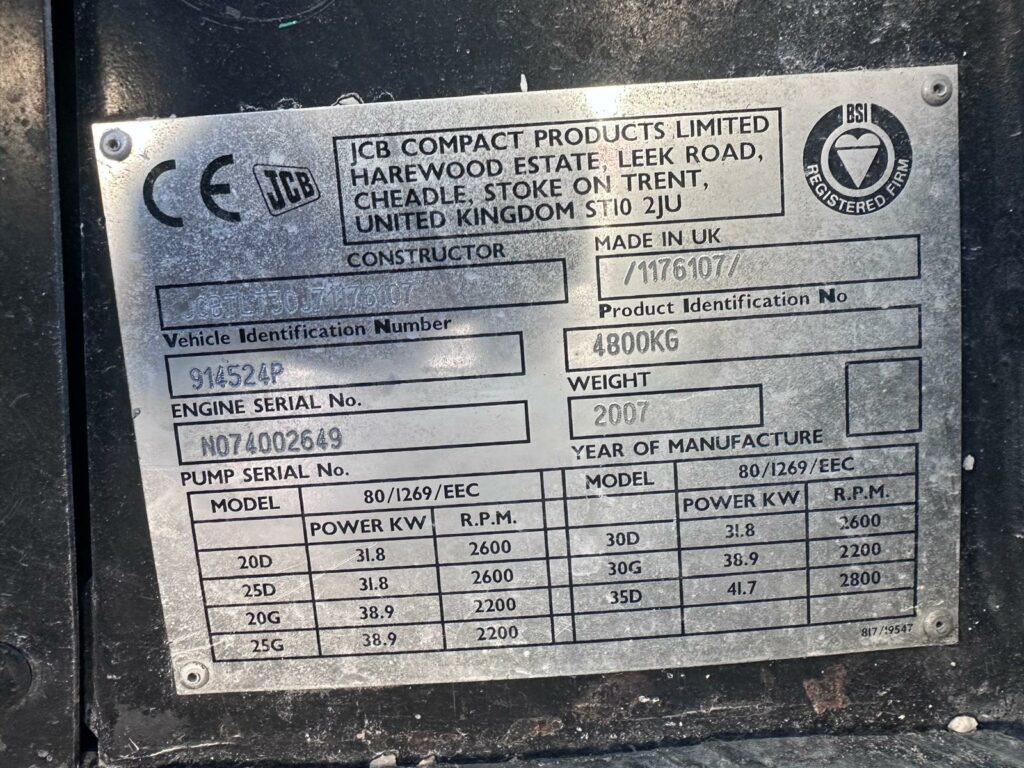 CE
JCB
JCB COMPACT PRODUCTS LIMITED
HAREWOOD ESTATE, LEEK ROAD,
CHEADLE, STOKE ON TRENT,
UNITED KINGDOM ST10 2JU
BSI
REGISTERED FIRM
CONSTRUCTOR
MADE IN UK
/1176107/
Vehicle Identification Number
Product Identification No
914524P
4800KG
ENGINE SERIAL No.
WEIGHT
N074002649
2007
PUMP SERIAL No.
YEAR OF MANUFACTURE
MODEL 80/1269/EEC MODEL 80/1269/EEC
POWER KW R.P.M. POWER KW R.P.M.
20D 31.8 2600 30D 31.8 2600
25D 31.8 2600 30G 38.9 2200
20G 38.9 2200 35D 41.7 2800
25G 38.9 2200
817/19547